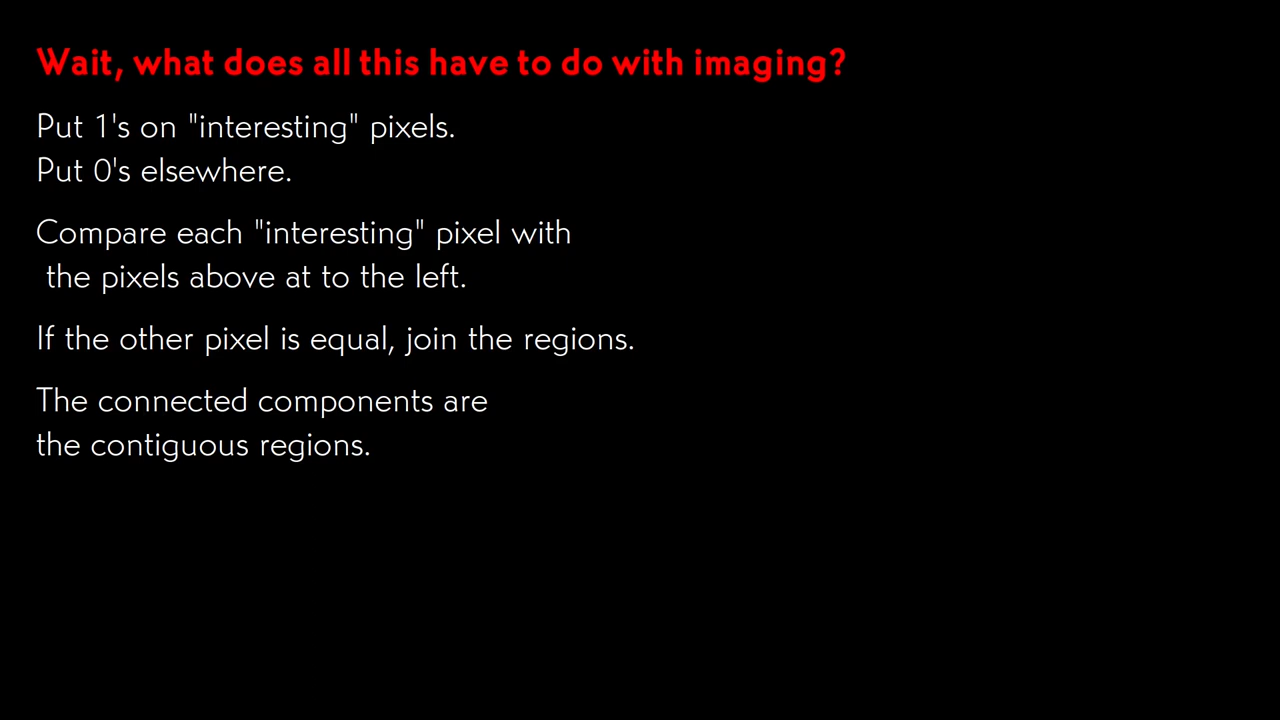 Wait, what does all this have to do with imaging?
Put 1's on "interesting" pixels.
Put 0's elsewhere.
Compare each "interesting" pixel with
the pixels above at to the left.
If the other pixel is equal, join the regions.
The connected components are
the contiguous regions.